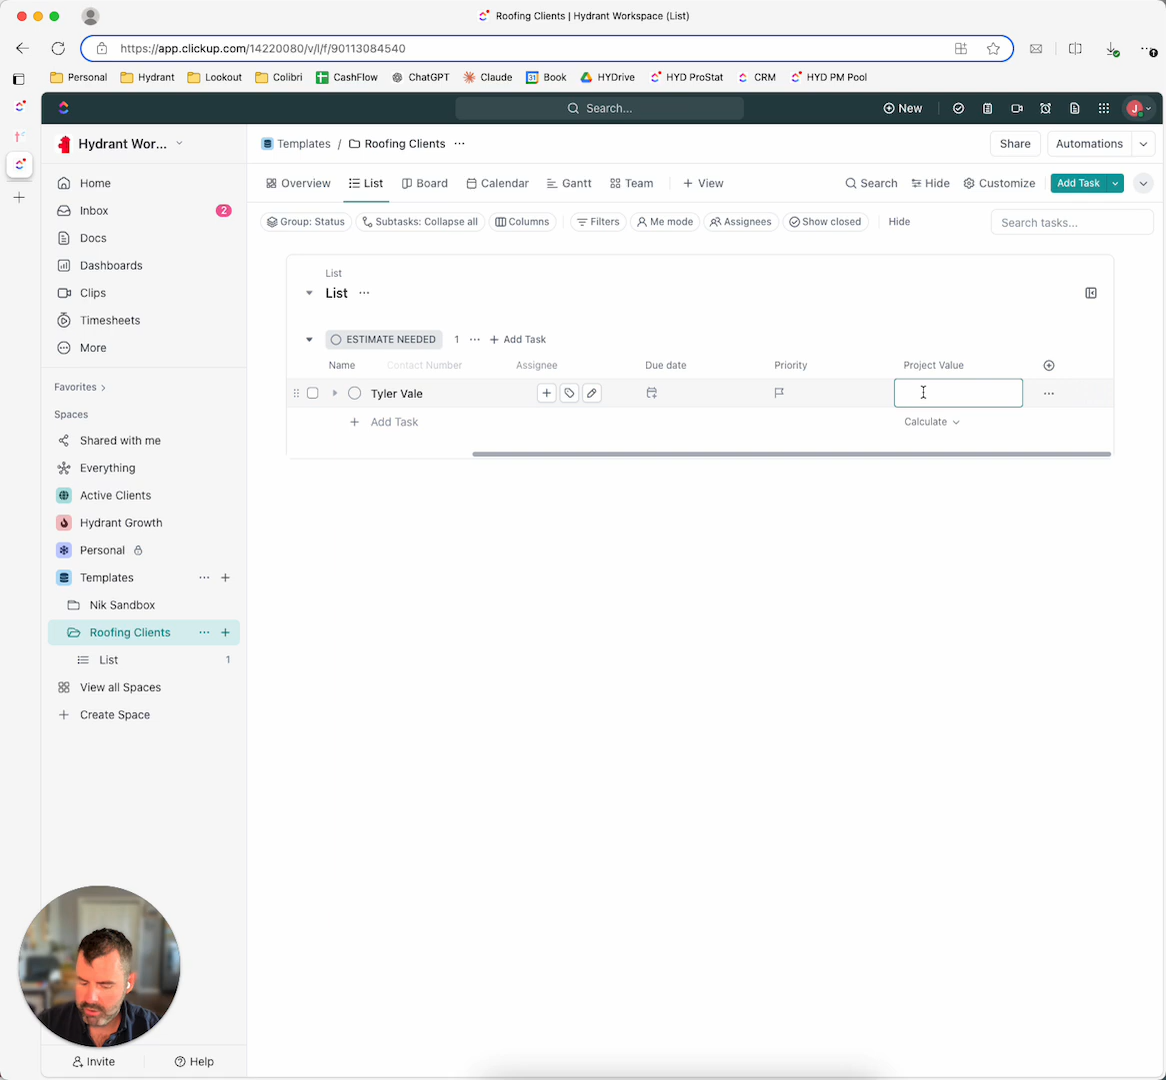 Roofing Clients | Hydrant Workspace (List)
https://app.clickup.com/14220080/v/l/f/90113084540
Personal Hydrant Lookout Colibri CashFlow ChatGPT Claude Book HYDrive HYD ProStat CRM HYD PM Pool
Search... New J
Hydrant Wor...
Templates / Roofing Clients ... Share Automations
Home
Inbox 2
Docs
Dashboards
Clips
Timesheets
More
Favorites
Spaces
Shared with me
Everything
Active Clients
Hydrant Growth
Personal
Templates
Nik Sandbox
Roofing Clients
List 1
View all Spaces
Create Space
Invite Help
Overview List Board Calendar Gantt Team + View Search Hide Customize Add Task
Group: Status Subtasks: Collapse all Columns Filters Me mode Assignees Show closed Hide Search tasks...
List
List ...
ESTIMATE NEEDED 1 ... + Add Task
Name Contact Number Assignee Due date Priority Project Value
Tyler Vale
+ Add Task Calculate